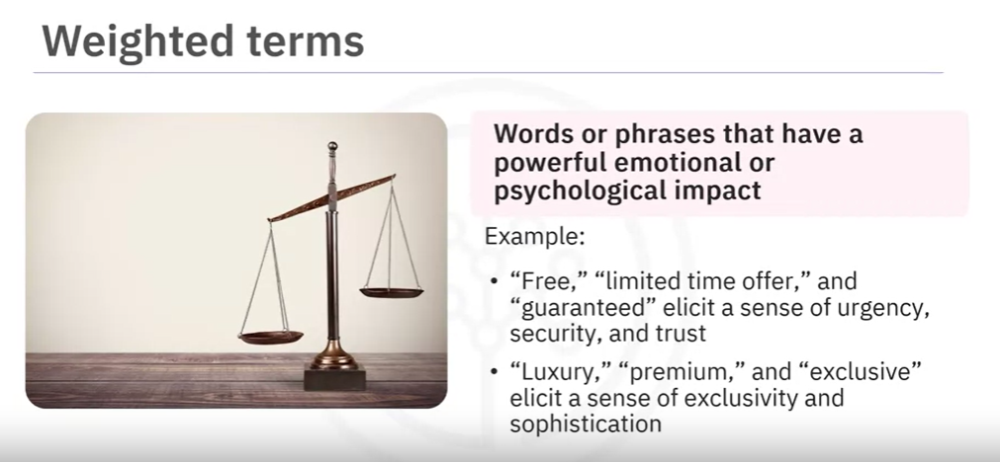 Weighted terms
Words or phrases that have a
powerful emotional or
psychological impact
Example:
• “Free,” “limited time offer,” and
“guaranteed” elicit a sense of urgency,
security, and trust
• “Luxury,” “premium,” and “exclusive”
elicit a sense of exclusivity and
sophistication